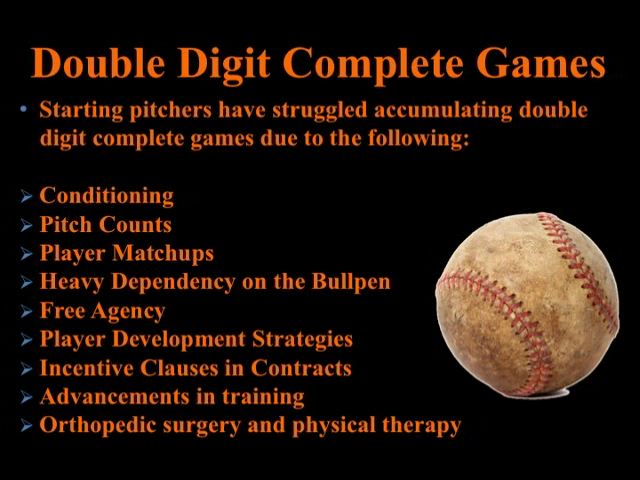 Double Digit Complete Games
• Starting pitchers have struggled accumulating double
digit complete games due to the following:
➢ Conditioning
➢ Pitch Counts
➢ Player Matchups
➢ Heavy Dependency on the Bullpen
➢ Free Agency
➢ Player Development Strategies
➢ Incentive Clauses in Contracts
➢ Advancements in training
➢ Orthopedic surgery and physical therapy